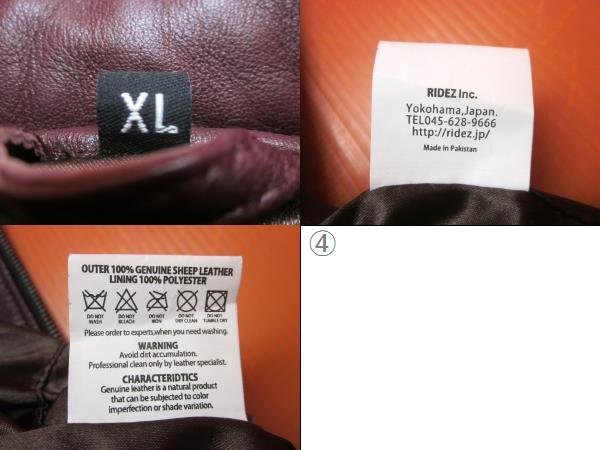 XL
RIDEZ Inc.
Yokohama,Japan.
TEL045-628-9666
http://ridez.jp/
Made in Pakistan
OUTER 100% GENUINE SHEEP LEATHER
LINING 100% POLYESTER
DO NOT WASH
DO NOT BLEACH
DO NOT IRON
DO NOT DRY CLEAN
DO NOT TUMBLE DRY
Please order to experts,when you need washing.
WARNING
Avoid dirt accumulation.
Professional clean only by leather specialist.
CHARACTERIDTICS
Genuine leather is a natural product
that can be subjected to color
imperfection or shade variation.
④